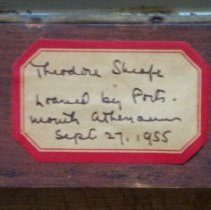 Theodore Sheafe
Loaned by Ports-
mouth Athenaeum
Sept 27, 1955